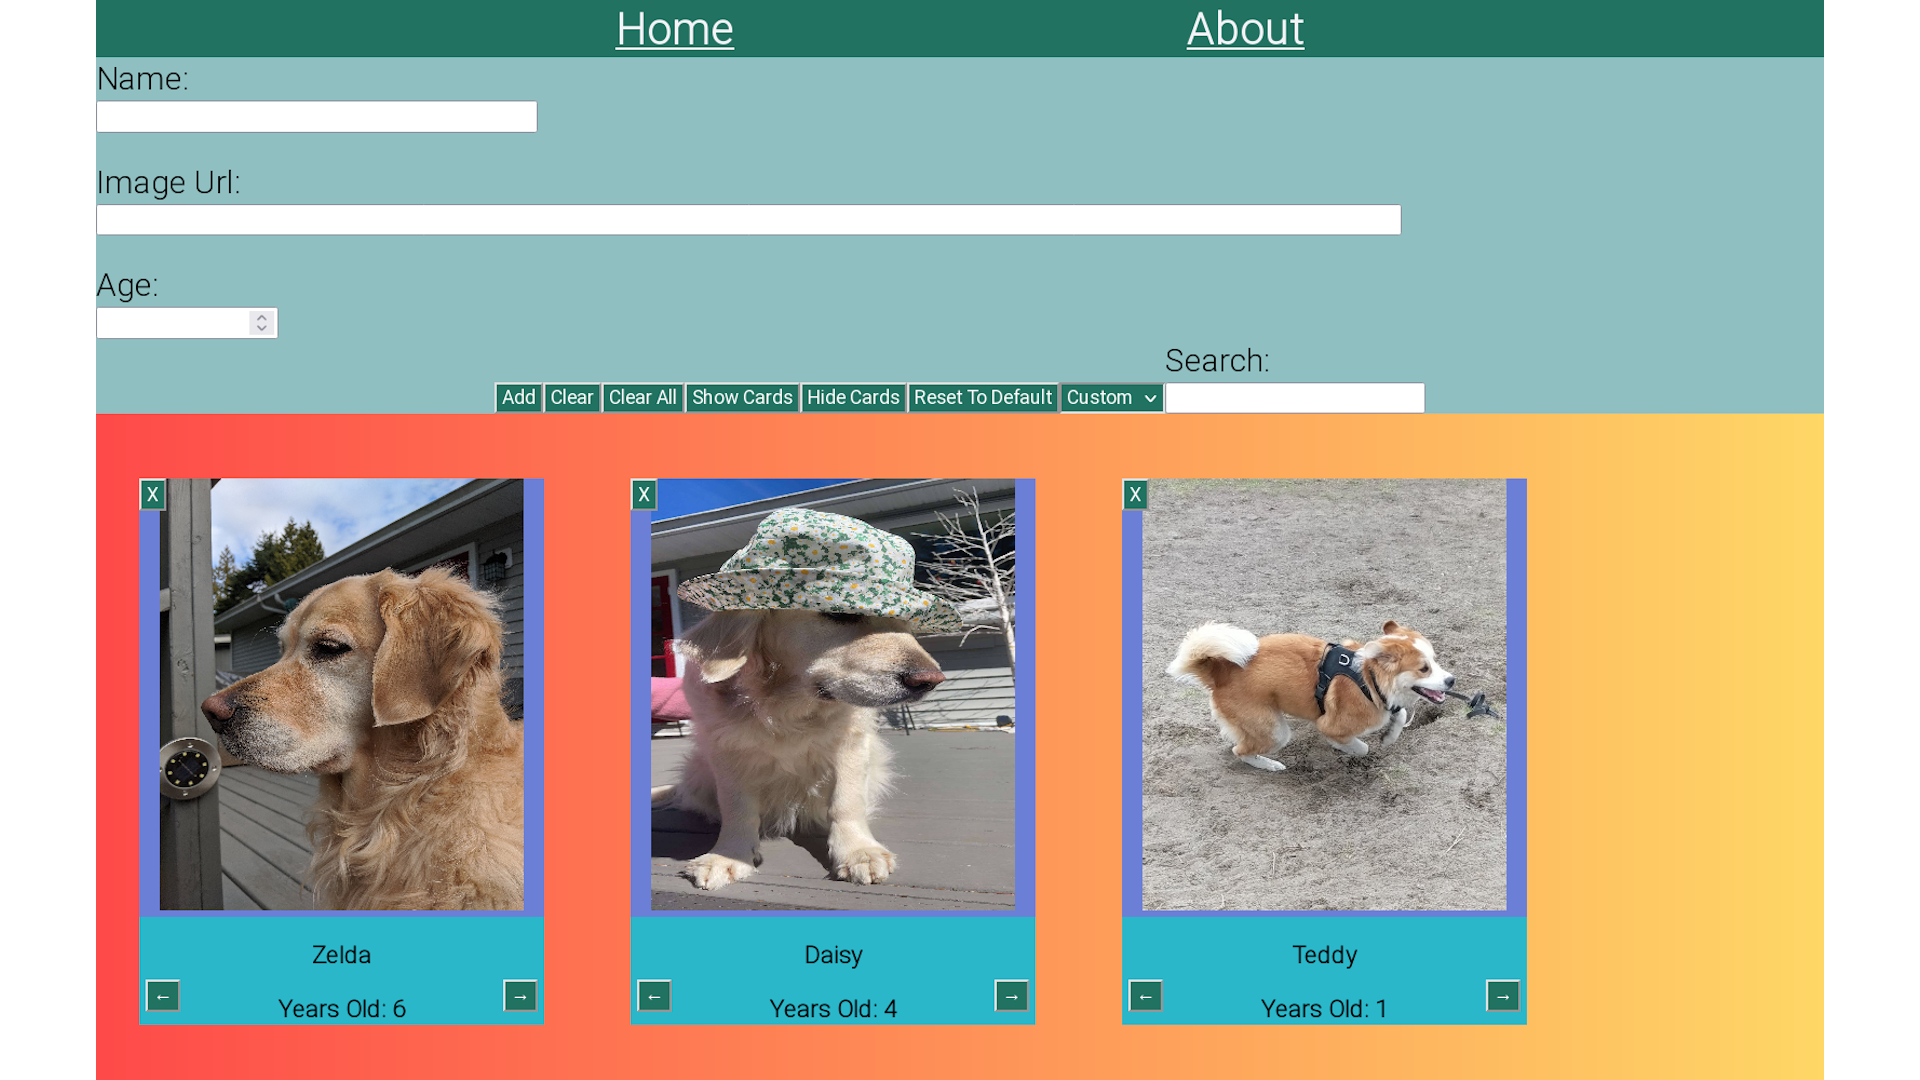 Home About
Name:
Image Url:
Age:
Search:
Add Clear Clear All Show Cards Hide Cards Reset To Default Custom
X X X
Zelda Daisy Teddy
← → ← → ← →
Years Old: 6 Years Old: 4 Years Old: 1